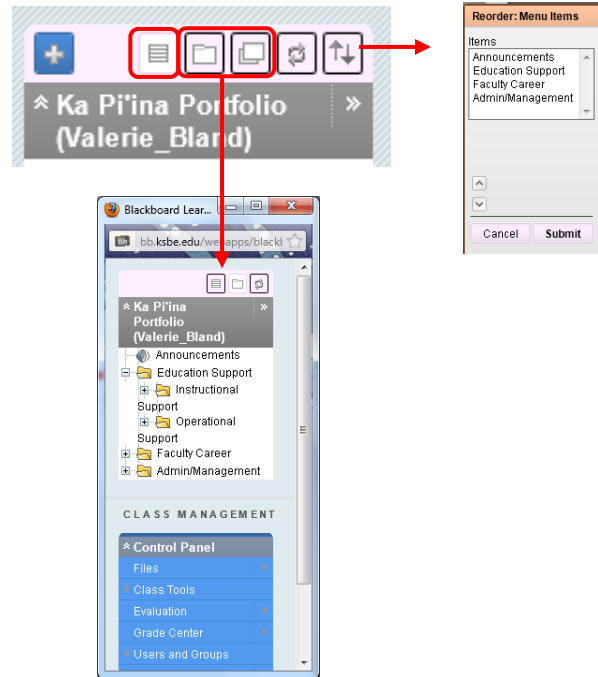 Ka Pi'ina Portfolio
(Valerie_Bland)
Reorder: Menu Items
Items
Announcements
Education Support
Faculty Career
Admin/Management
Cancel Submit
Blackboard Lear...
Bb bb.ksbe.edu/webapps/blackl
Ka Pi'ina
Portfolio
(Valerie_Bland)
Announcements
Education Support
Instructional
Support
Operational
Support
Faculty Career
Admin/Management
CLASS MANAGEMENT
Control Panel
Files
Class Tools
Evaluation
Grade Center
Users and Groups